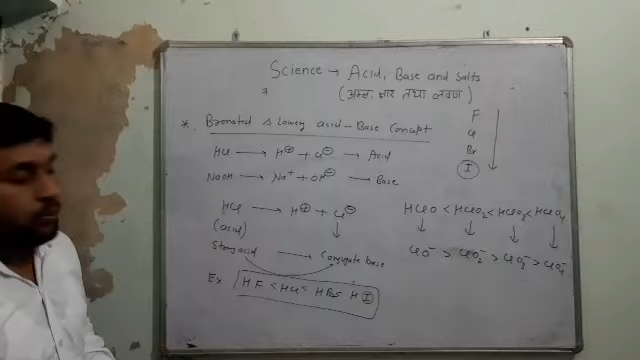 Science → Acid, Base and Salts
* (अम्ल, क्षार तथा लवण)
*. Bronsted & Lowry acid-Base Concept
HCl → H⊕ + Cl⊖ → Acid
NaOH → Na⁺ + OH⊖ → Base
HCl → H⊕ + Cl⊖
(acid) ↓
Strong acid → Conjugate base
Ex HF < HCl < HBr HI
F
Cl
Br
I
HClO < HClO₂ < HClO₃ < HClO₄
↓ ↓ ↓ ↓
ClO⁻ > ClO₂⁻ > ClO₃⁻ > ClO₄⁻